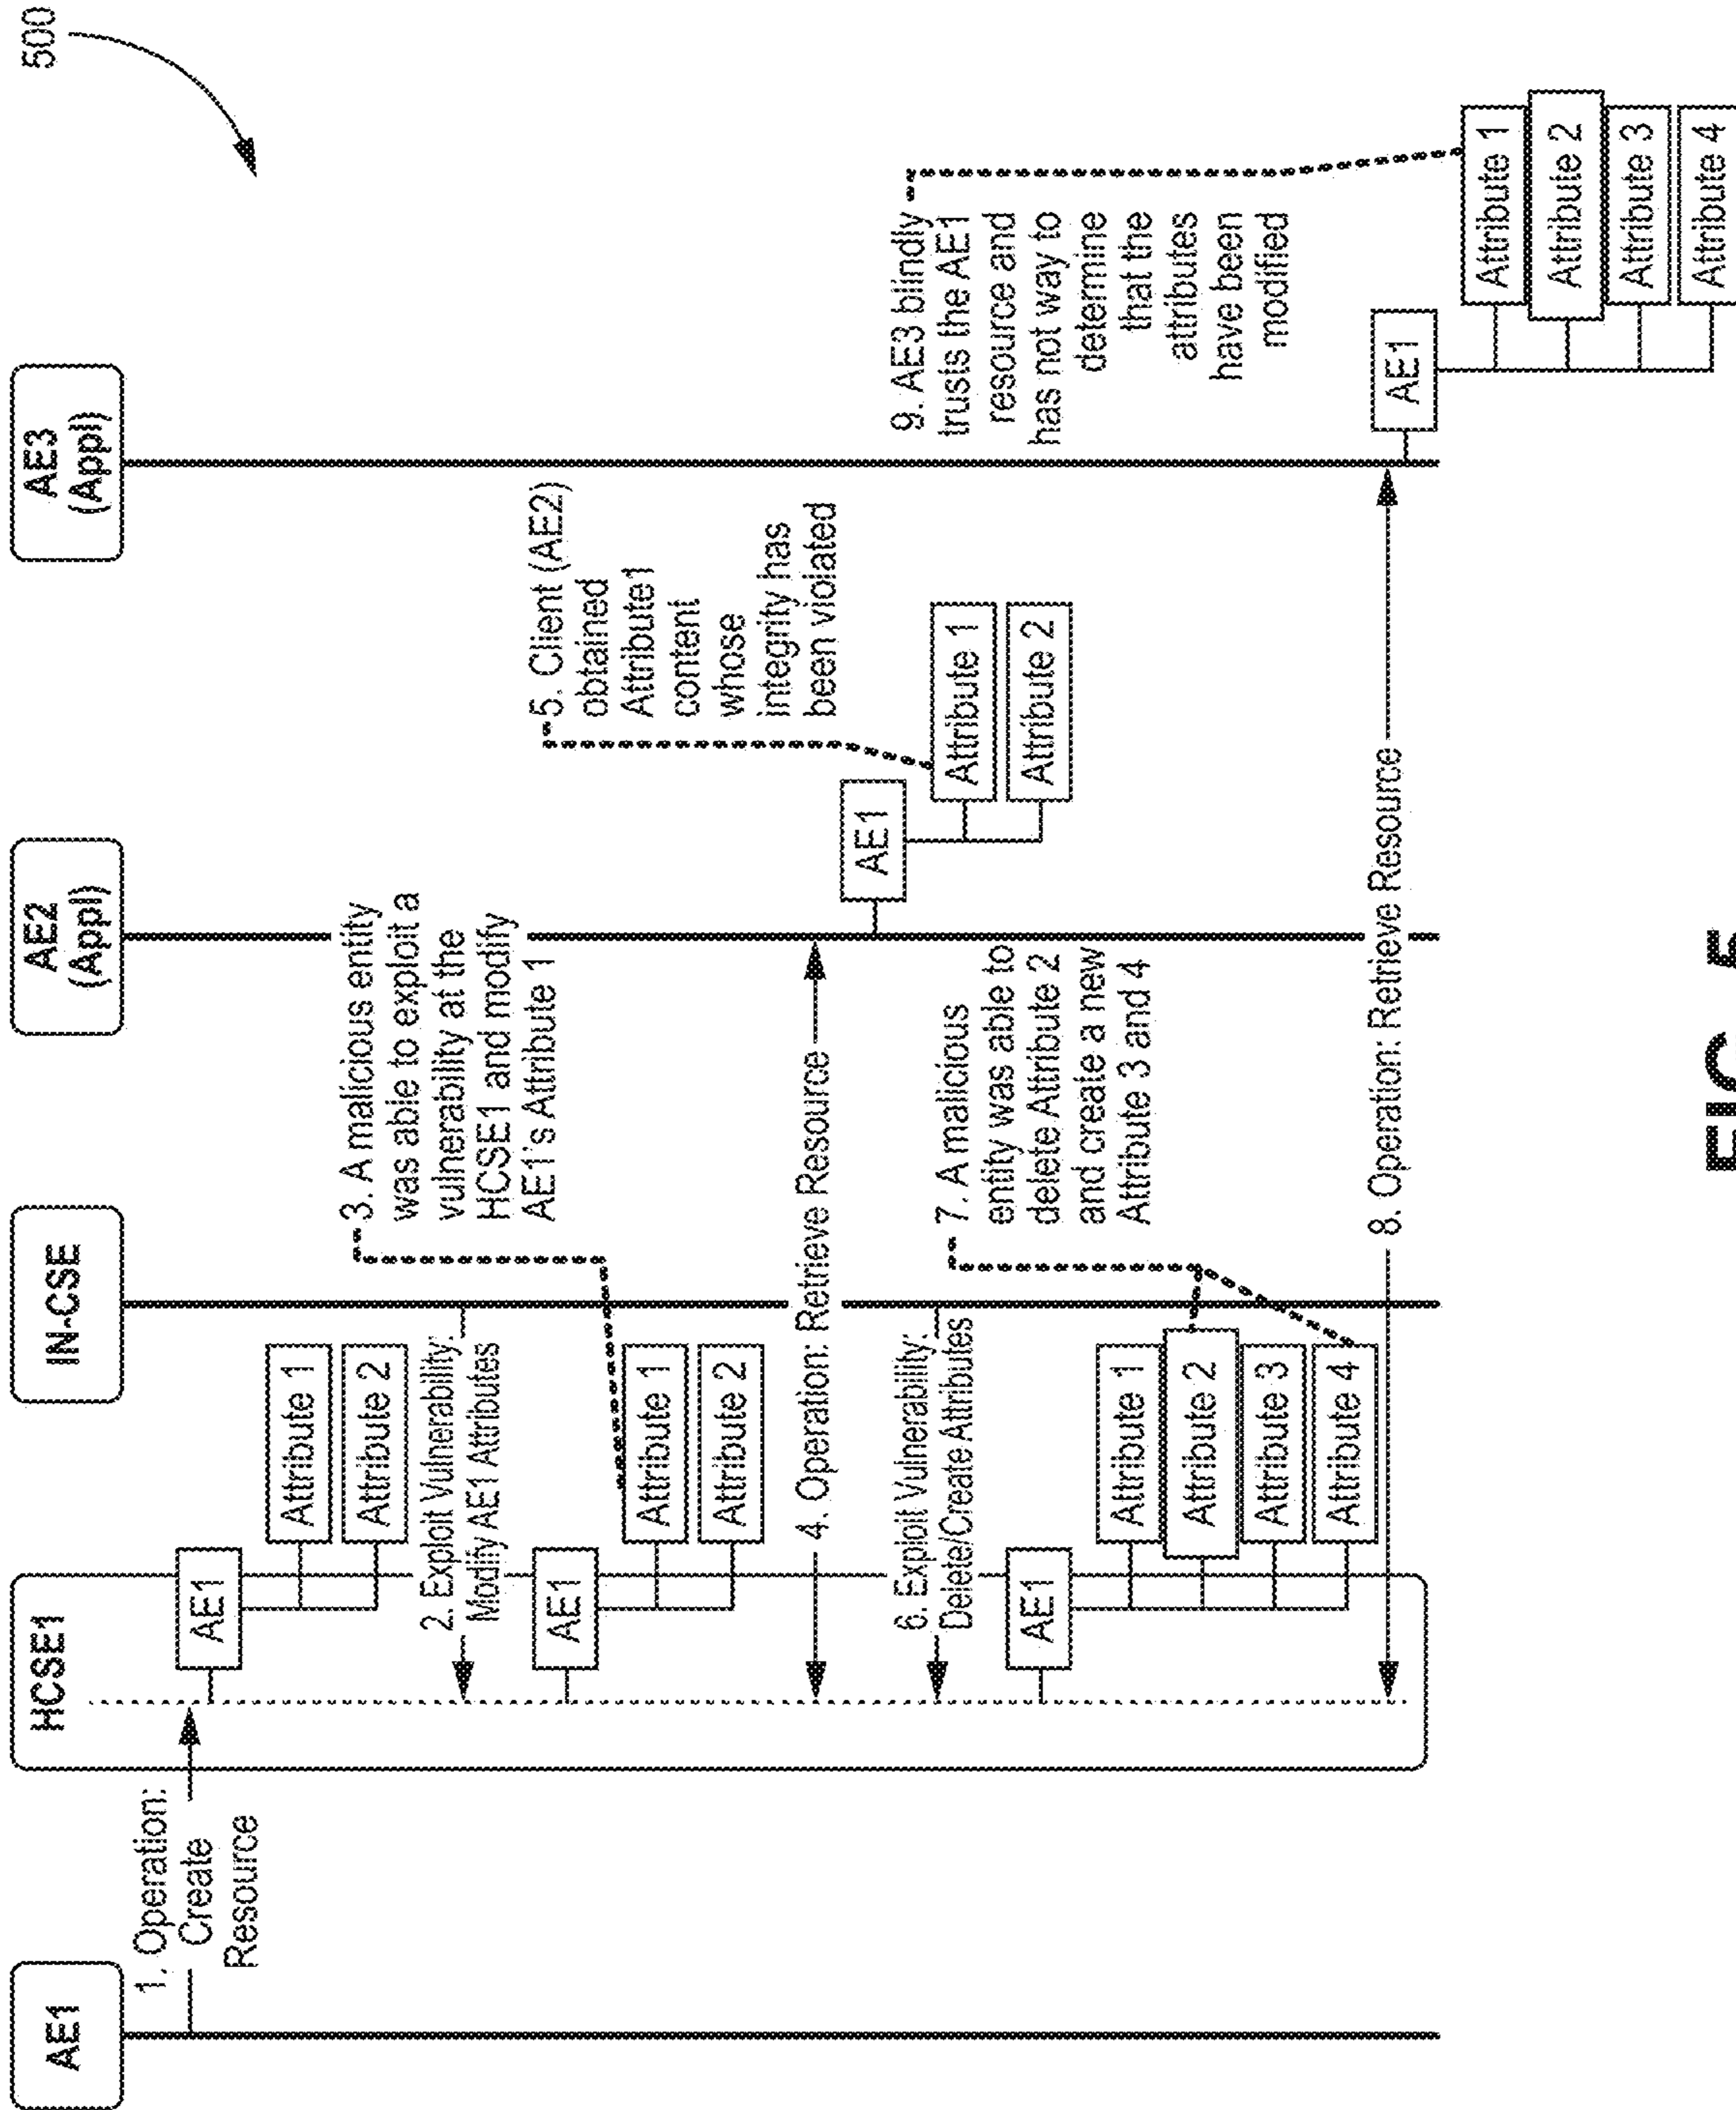 500
AE1
HCSE1
IN-CSE
AE2
(Appl)
AE3
(Appl)
1. Operation:
Create
Resource
AE1
Attribute 1
Attribute 2
2. Exploit Vulnerability:
Modify AE1 Attributes
3. A malicious entity
was able to exploit a
vulnerability at the
HCSE1 and modify
AE1's Attribute 1
AE1
Attribute 1
Attribute 2
4. Operation: Retrieve Resource
5. Client (AE2)
obtained
Attribute1
content
whose
integrity has
been violated
AE1
Attribute 1
Attribute 2
6. Exploit Vulnerability:
Delete/Create Attributes
7. A malicious
entity was able to
delete Attribute 2
and create a new
Attribute 3 and 4
AE1
Attribute 1
Attribute 2
Attribute 3
Attribute 4
8. Operation: Retrieve Resource
9. AE3 blindly
trusts the AE1
resource and
has not way to
determine
that the
attributes
have been
modified
AE1
Attribute 1
Attribute 2
Attribute 3
Attribute 4
FIG. 5